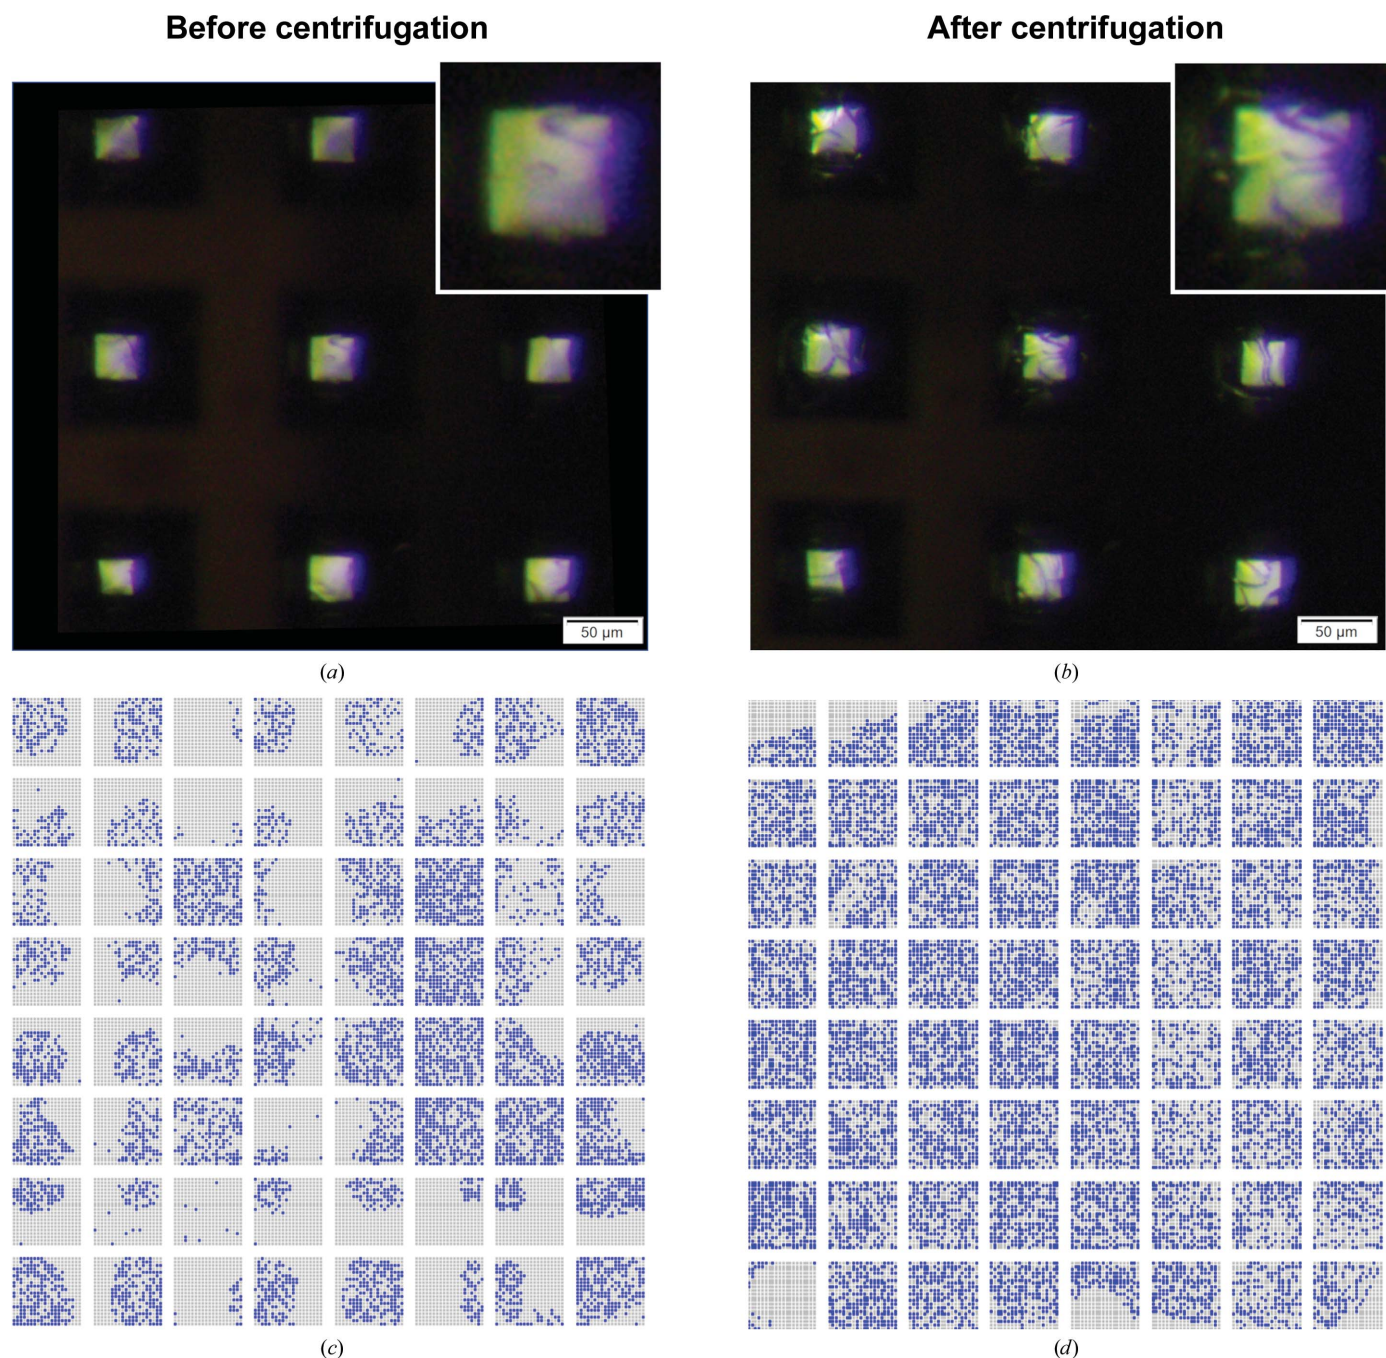 Before centrifugation
After centrifugation
50 µm
50 µm
(a)
(b)
(c)
(d)